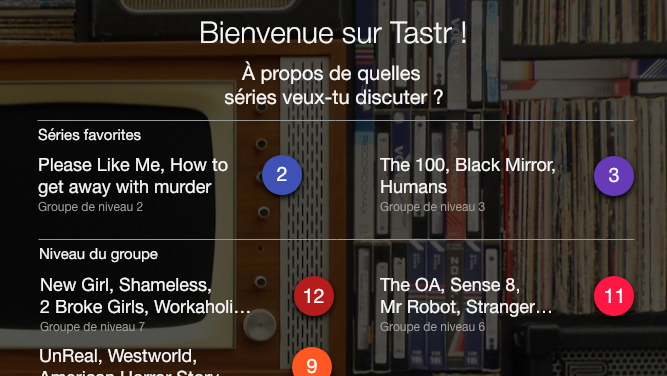 Bienvenue sur Tastr !
À propos de quelles
séries veux-tu discuter ?
Séries favorites
Please Like Me, How to
get away with murder
Groupe de niveau 2
2
The 100, Black Mirror,
Humans
Groupe de niveau 3
3
Niveau du groupe
New Girl, Shameless,
2 Broke Girls, Workaholi...
Groupe de niveau 7
12
The OA, Sense 8,
Mr Robot, Stranger...
Groupe de niveau 6
11
UnReal, Westworld,
American Horror Story
9